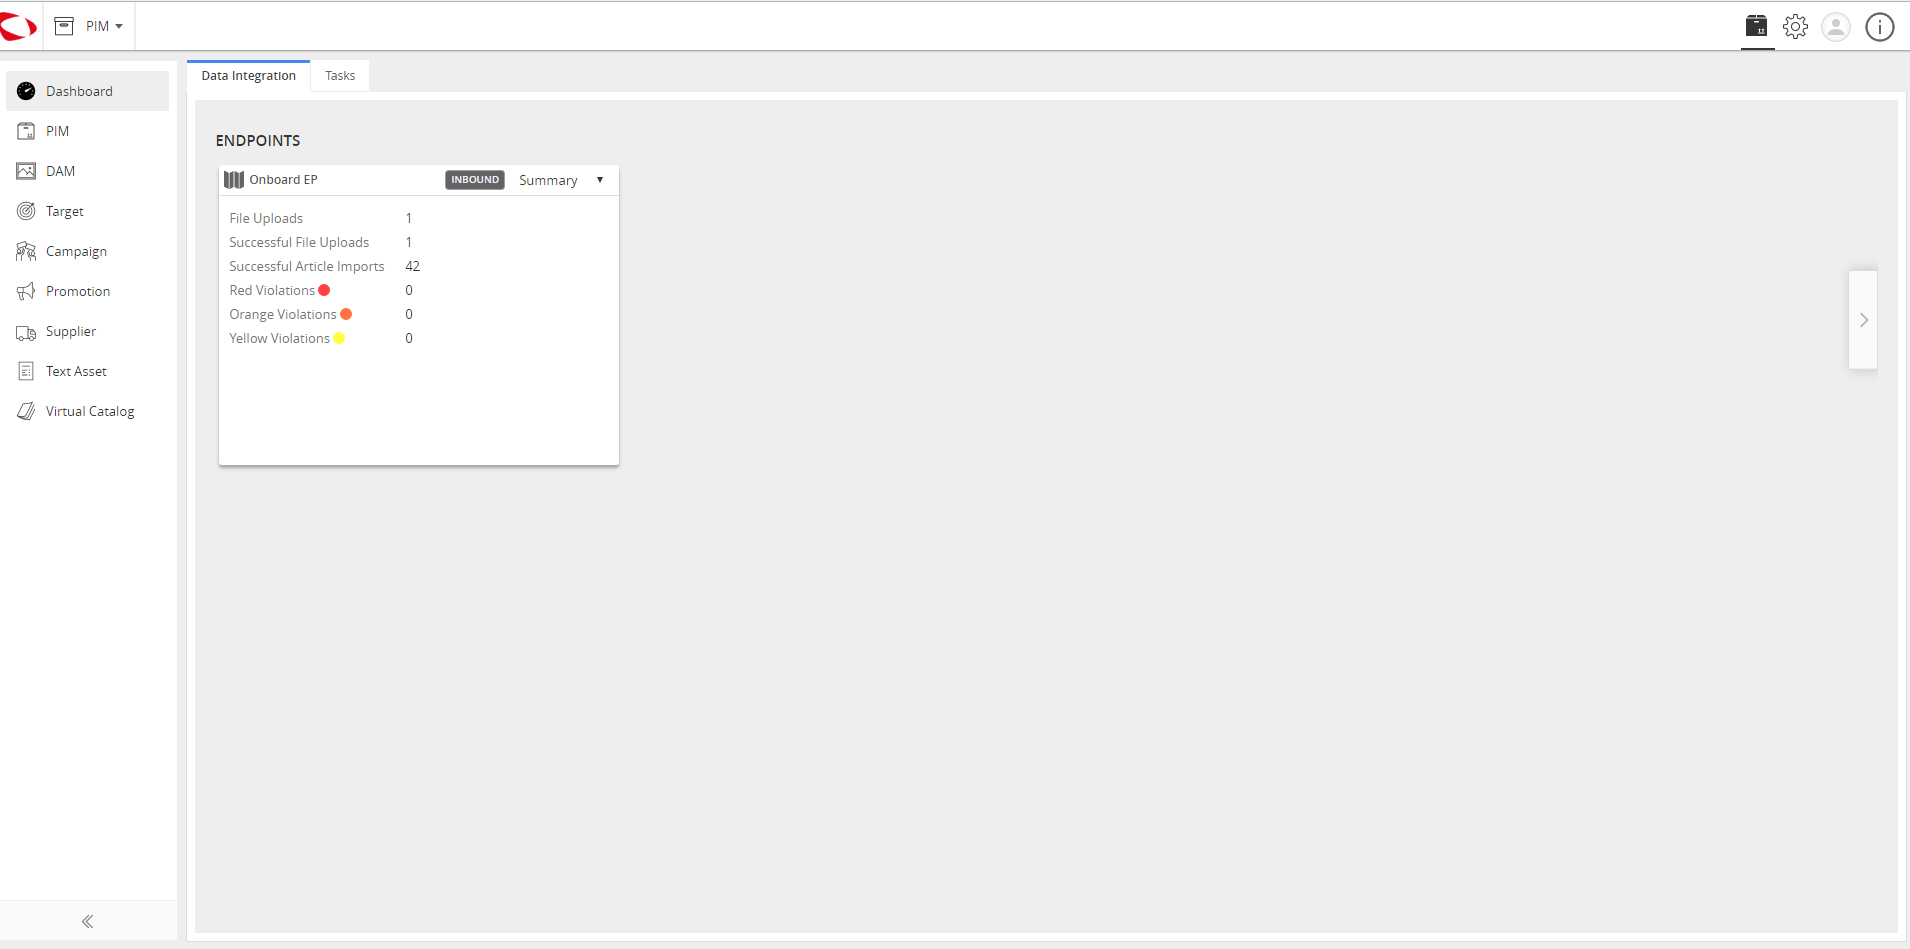 PIM
Dashboard
PIM
DAM
Target
Campaign
Promotion
Supplier
Text Asset
Virtual Catalog
Data Integration Tasks
ENDPOINTS
Onboard EP INBOUND Summary
File Uploads 1
Successful File Uploads 1
Successful Article Imports 42
Red Violations 0
Orange Violations 0
Yellow Violations 0